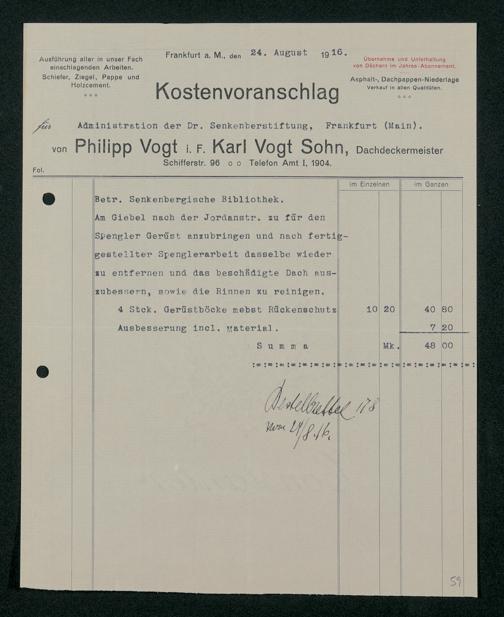 Ausführung aller in unser Fach
einschlagenden Arbeiten.
Schiefer, Ziegel, Pappe und
Holzcement.
Frankfurt a. M., den 24. August 1916.
Übernahme und Unterhaltung
von Dächern im Jahres-Abonnement.
Asphalt-, Dachpappen-Niederlage
Verkauf in allen Qualitäten.
Kostenvoranschlag
für Administration der Dr. Senkenberstiftung, Frankfurt (Main).
von Philipp Vogt i. F. Karl Vogt Sohn, Dachdeckermeister
Schifferstr. 96 o o Telefon Amt I, 1904.
Fol.
im Einzelnen im Ganzen
Betr. Senkenbergische Bibliothek.
Am Giebel nach der Jordanstr. zu für den
Spengler Gerüst anzubringen und nach fertig-
gestellter Spenglerarbeit dasselbe wieder
zu entfernen und das beschädigte Dach aus-
zubessern, sowie die Rinnen zu reinigen.
4 Stck. Gerüstböcke mebst Rückenschutz 10 20 40 80
Ausbesserung incl. material. 7 20
S u m m a Mk. 48 00
Bestellzettel 178
vom 24/8.16.
59